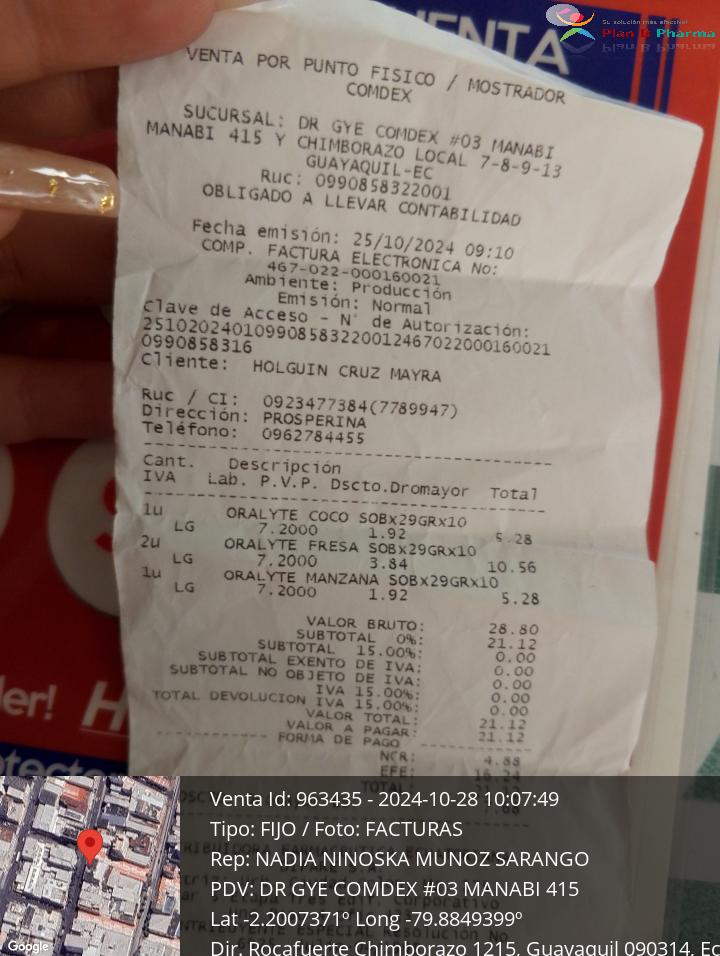 Su solución más efectiva!
Plan B Pharma
VENTA
VENTA POR PUNTO FISICO / MOSTRADOR
COMDEX
SUCURSAL: DR GYE COMDEX #03 MANABI
MANABI 415 Y CHIMBORAZO LOCAL 7-8-9-13
GUAYAQUIL-EC
Ruc: 0990858322001
OBLIGADO A LLEVAR CONTABILIDAD
Fecha emisión: 25/10/2024 09:10
COMP. FACTURA ELECTRONICA No:
467-022-000160021
Ambiente: Producción
Emisión: Normal
Clave de Acceso - N° de Autorización:
251020240109908583220012467022000160021
0990858316
Cliente: HOLGUIN CRUZ MAYRA
Ruc / CI: 0923477384(7789947)
Dirección: PROSPERINA
Teléfono: 0962784455
Cant. Descripción
IVA Lab. P.V.P. Dscto.Dromayor Total
1u ORALYTE COCO SOBx29GRx10
LG 7.2000 1.92 5.28
2u ORALYTE FRESA SOBx29GRx10
LG 7.2000 3.84 10.56
1u ORALYTE MANZANA SOBx29GRx10
LG 7.2000 1.92 5.28
VALOR BRUTO: 28.80
SUBTOTAL 0%: 21.12
SUBTOTAL 15.00%: 0.00
SUBTOTAL EXENTO DE IVA: 0.00
SUBTOTAL NO OBJETO DE IVA: 0.00
IVA 15.00%: 0.00
TOTAL DEVOLUCION IVA 15.00%: 0.00
VALOR TOTAL: 21.12
VALOR A PAGAR: 21.12
FORMA DE PAGO
NCR: 4.88
EFE: 16.24
TOTAL:
Venta Id: 963435 - 2024-10-28 10:07:49
Tipo: FIJO / Foto: FACTURAS
Rep: NADIA NINOSKA MUNOZ SARANGO
PDV: DR GYE COMDEX #03 MANABI 415
Lat -2.2007371º Long -79.8849399º
Dir. Rocafuerte Chimborazo 1215, Guayaquil 090314, Ec
Google